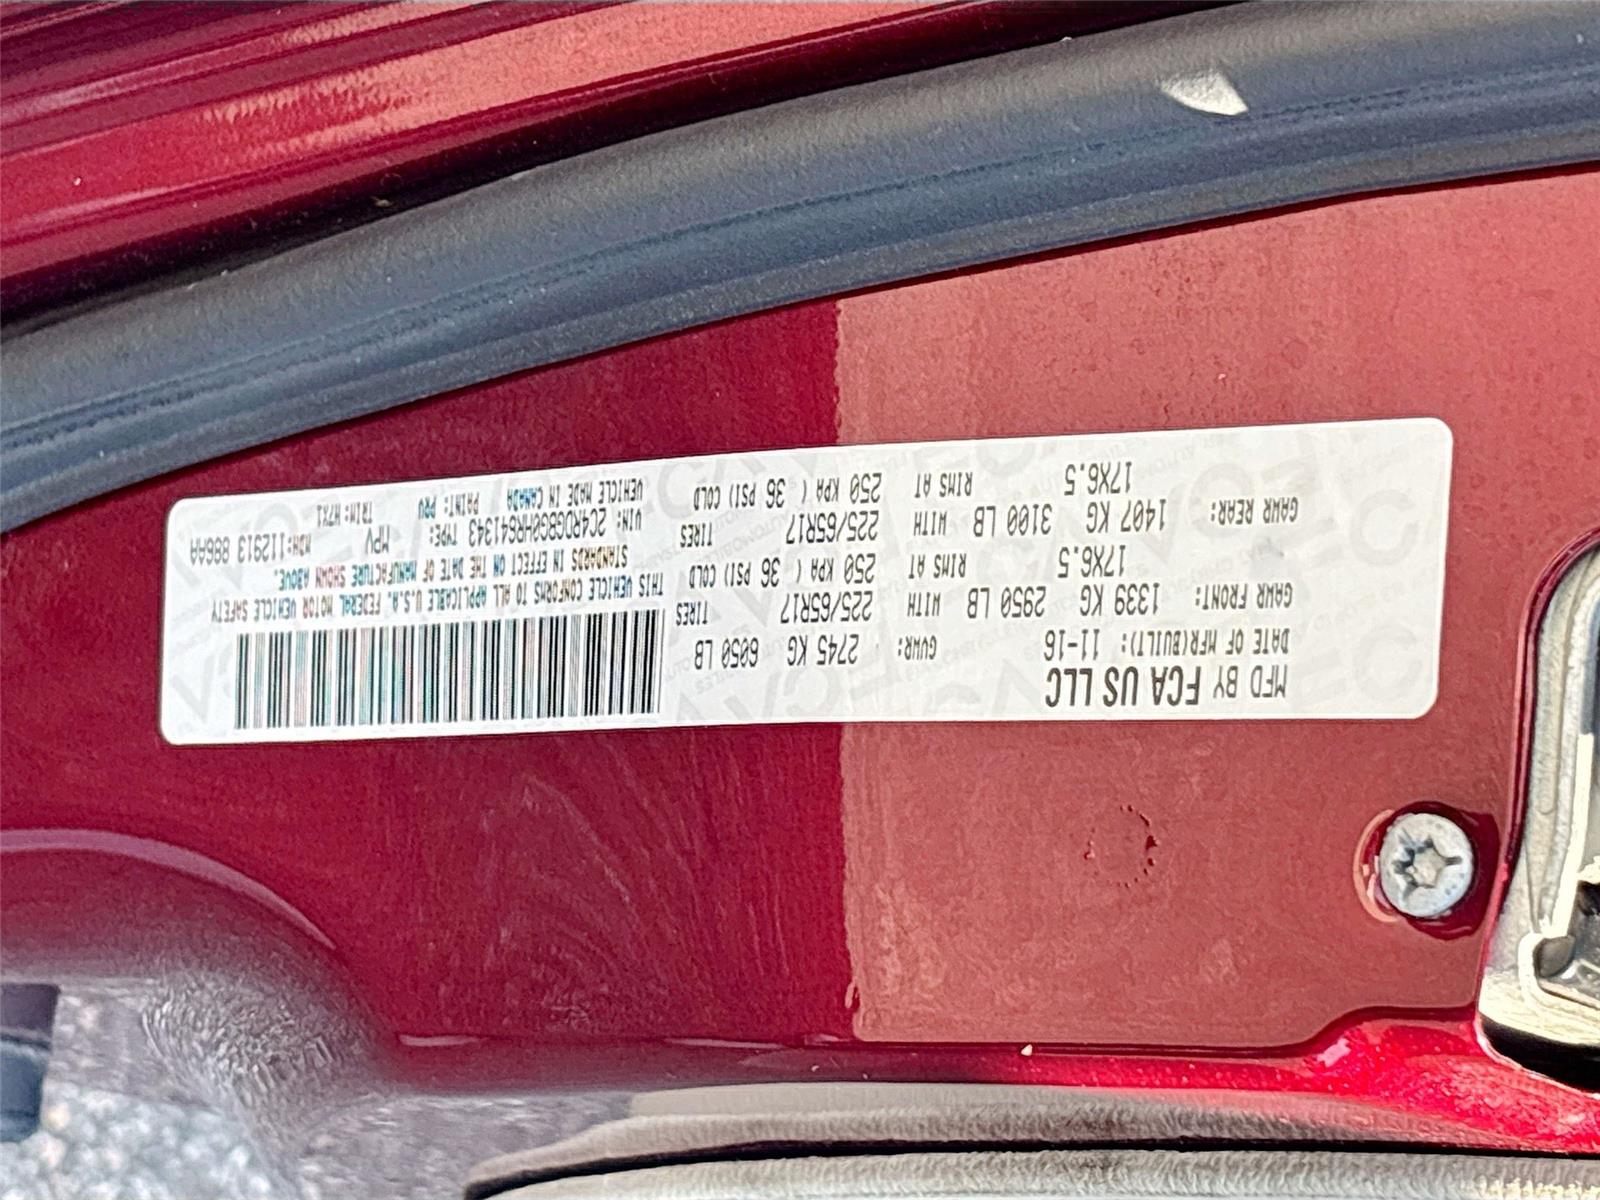 MFD BY FCA US LLC
DATE OF MFR(BUILT): 11-16 GVWR: 2745 KG 6050 LB
GAWR FRONT: 1339 KG 2950 LB WITH 225/65R17 TIRES
17X6.5 RIMS AT 250 KPA ( 36 PSI) COLD
GAWR REAR: 1407 KG 3100 LB WITH 225/65R17 TIRES
17X6.5 RIMS AT 250 KPA ( 36 PSI) COLD
THIS VEHICLE CONFORMS TO ALL APPLICABLE U.S.A. FEDERAL MOTOR VEHICLE SAFETY
STANDARDS IN EFFECT ON THE DATE OF MANUFACTURE SHOWN ABOVE.
VIN: 2C4RDGBG0HR641343 TYPE: MPV MDH:112913 886AA
VEHICLE MADE IN CANADA PAINT: PRV TRIM: H7X1